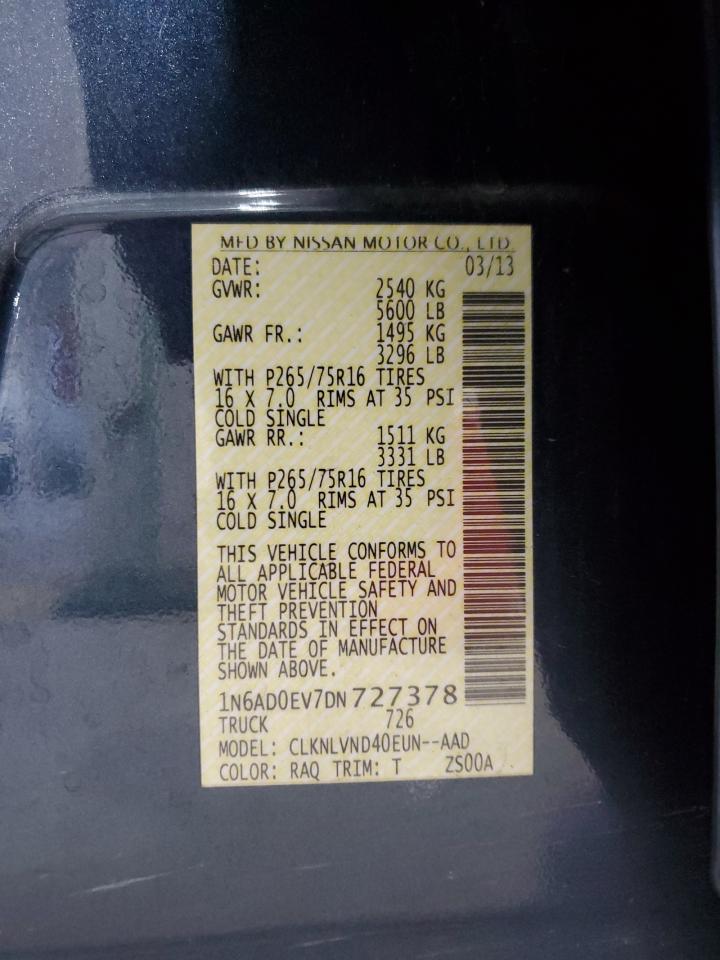 MFD BY NISSAN MOTOR CO., LTD.
DATE: 03/13
GVWR: 2540 KG
5600 LB
GAWR FR.: 1495 KG
3296 LB
WITH P265/75R16 TIRES
16 X 7.0 RIMS AT 35 PSI
COLD SINGLE
GAWR RR.: 1511 KG
3331 LB
WITH P265/75R16 TIRES
16 X 7.0 RIMS AT 35 PSI
COLD SINGLE
THIS VEHICLE CONFORMS TO
ALL APPLICABLE FEDERAL
MOTOR VEHICLE SAFETY AND
THEFT PREVENTION
STANDARDS IN EFFECT ON
THE DATE OF MANUFACTURE
SHOWN ABOVE.
1N6AD0EV7DN727378
TRUCK 726
MODEL: CLKNLVND40EUN--AAD
COLOR: RAQ TRIM: T ZS00A